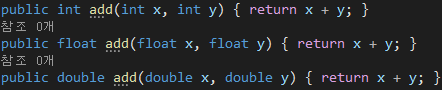 public int add(int x, int y) { return x + y; }
참조 0개
public float add(float x, float y) { return x + y; }
참조 0개
public double add(double x, double y) { return x + y; }